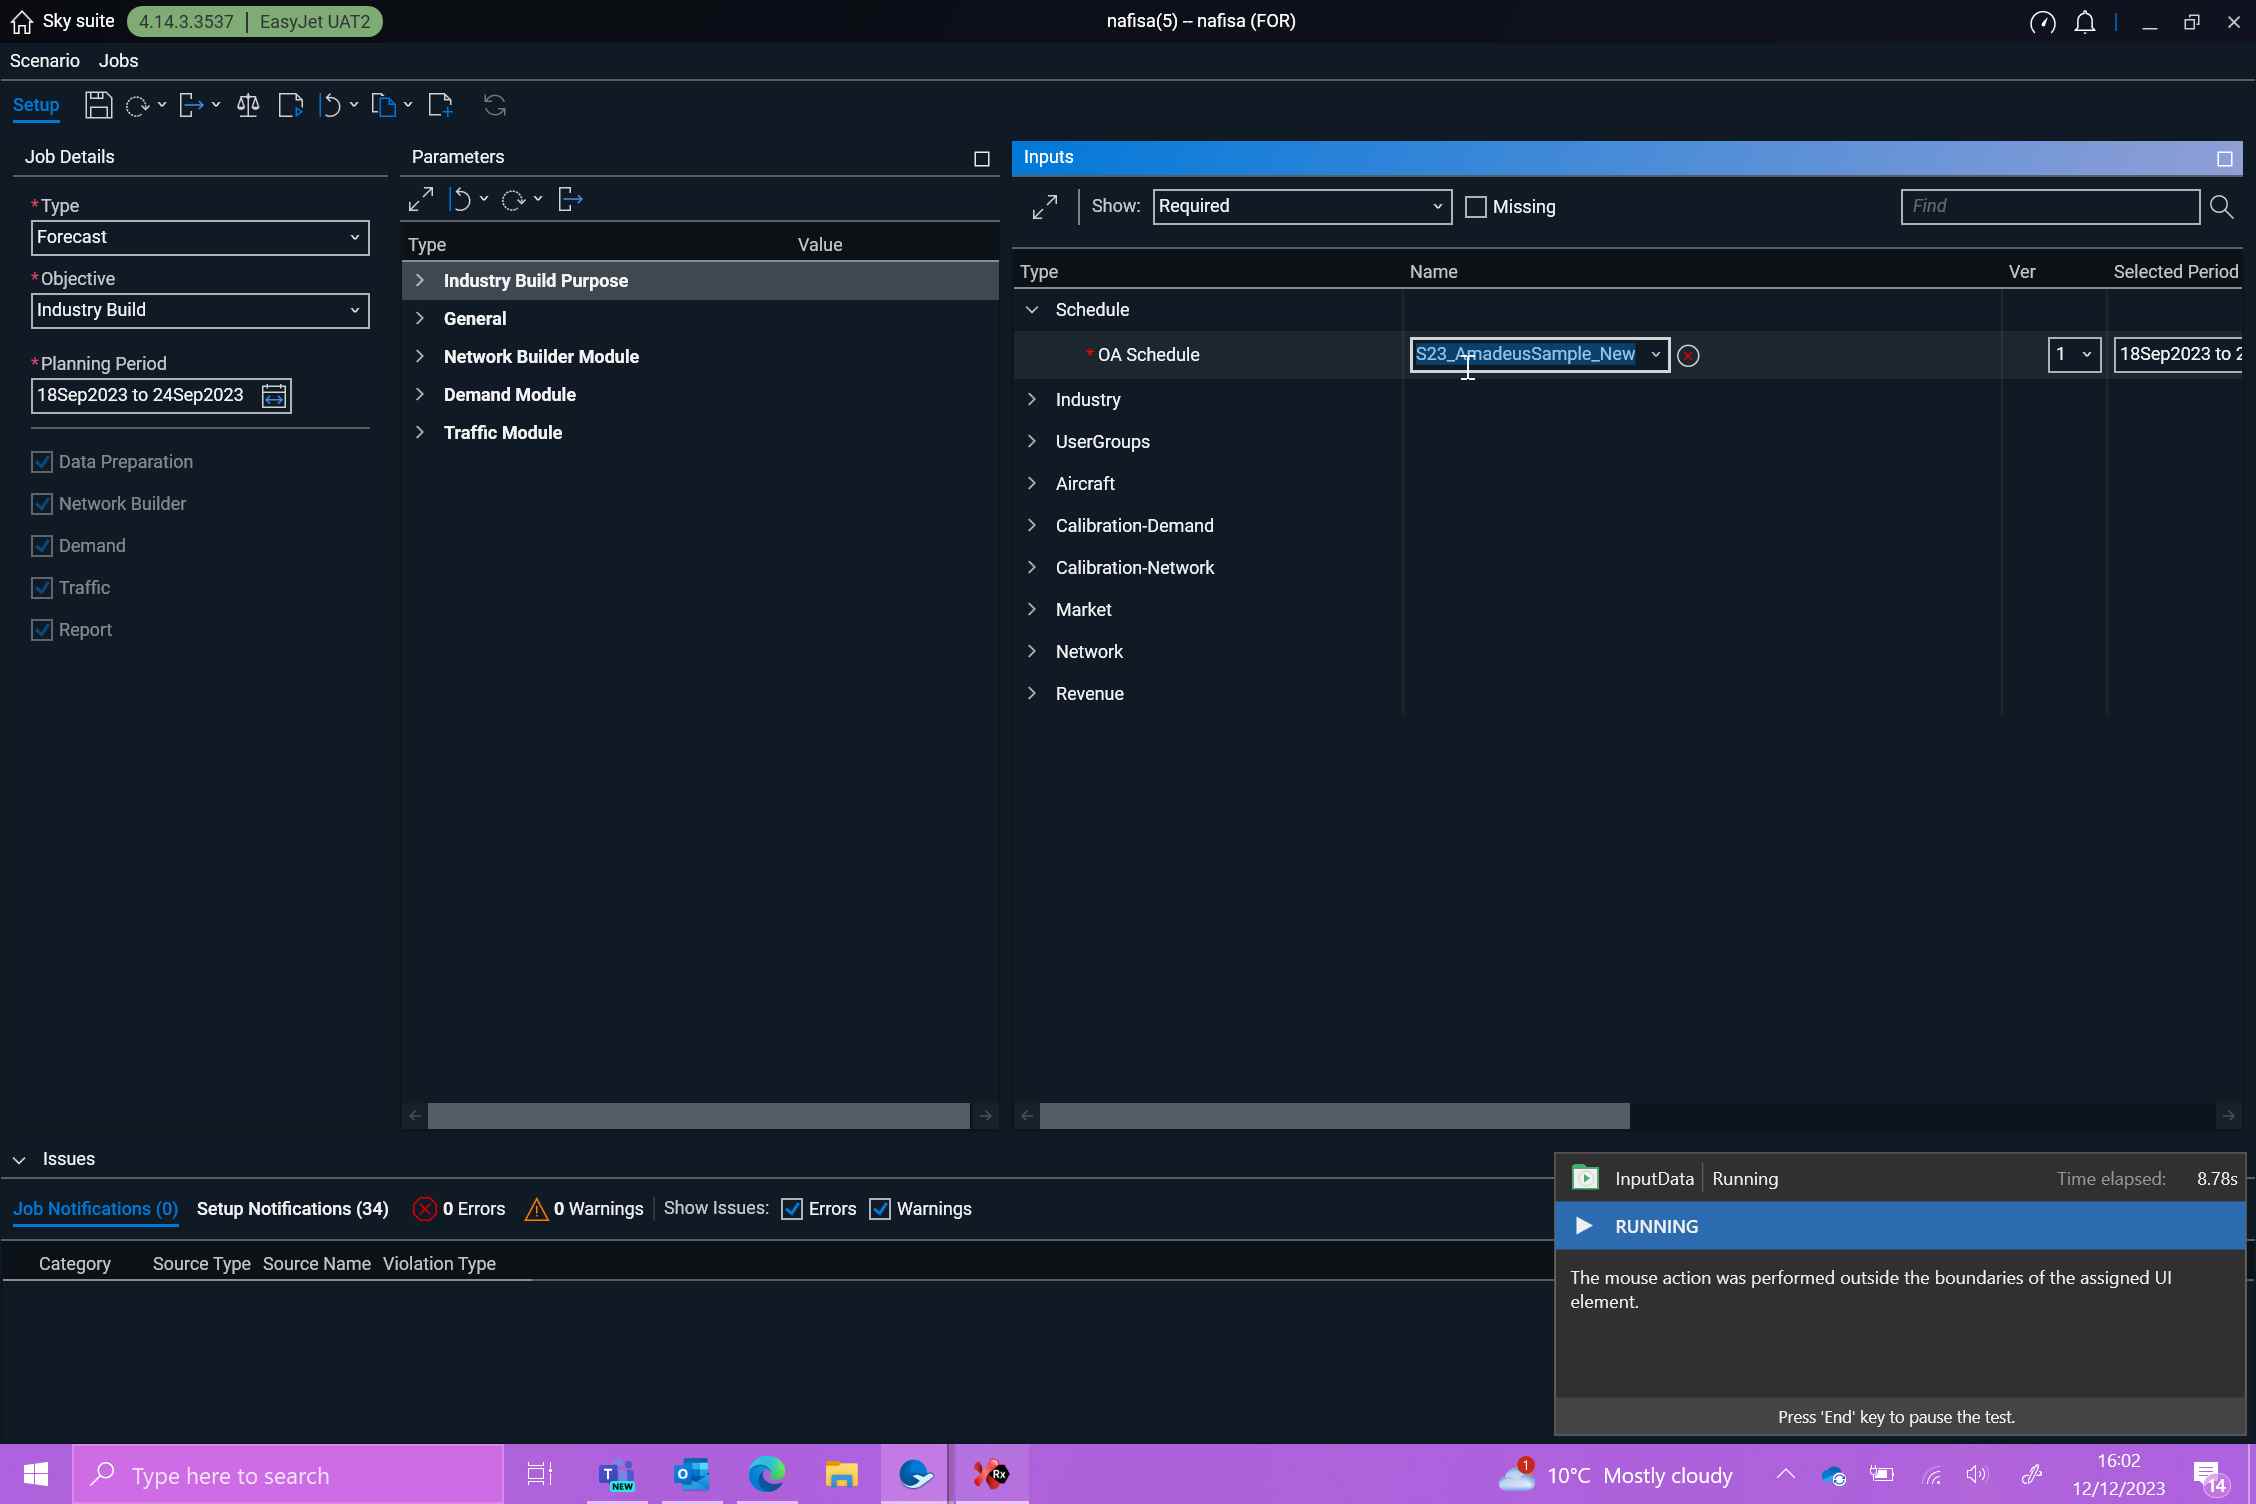 Sky suite 4.14.3.3537 | EasyJet UAT2 nafisa(5) – nafisa (FOR)
Scenario Jobs
Setup
Job Details
*Type
Forecast
*Objective
Industry Build
*Planning Period
18Sep2023 to 24Sep2023
Data Preparation
Network Builder
Demand
Traffic
Report
Parameters
Type Value
Industry Build Purpose
General
Network Builder Module
Demand Module
Traffic Module
Inputs
Show: Required Missing Find
Type Name Ver Selected Period
Schedule
* OA Schedule S23_AmadeusSample_New 1 18Sep2023 to 2
Industry
UserGroups
Aircraft
Calibration-Demand
Calibration-Network
Market
Network
Revenue
Issues
Job Notifications (0) Setup Notifications (34) 0 Errors 0 Warnings Show Issues: Errors Warnings
Category Source Type Source Name Violation Type
InputData Running Time elapsed: 8.78s
RUNNING
The mouse action was performed outside the boundaries of the assigned UI
element.
Press 'End' key to pause the test.
Type here to search
T NEW
O
Rx
1
10°C Mostly cloudy
16:02
12/12/2023
14